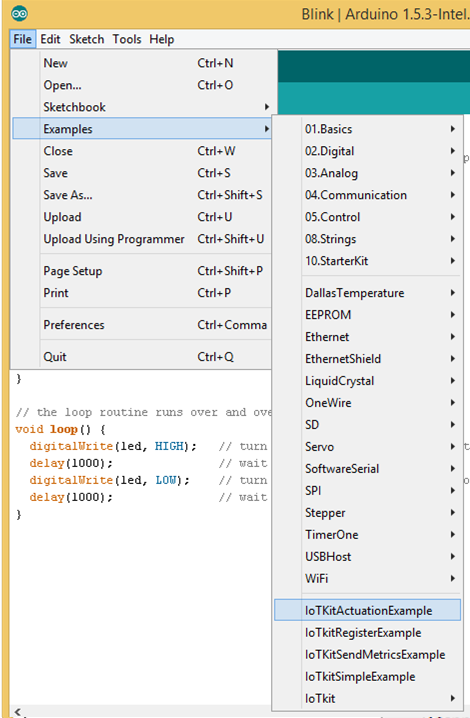 Blink | Arduino 1.5.3-Intel.
File Edit Sketch Tools Help
New Ctrl+N
Open... Ctrl+O
Sketchbook
Examples
Close Ctrl+W
Save Ctrl+S
Save As... Ctrl+Shift+S
Upload Ctrl+U
Upload Using Programmer Ctrl+Shift+U
Page Setup Ctrl+Shift+P
Print Ctrl+P
Preferences Ctrl+Comma
Quit Ctrl+Q
01.Basics
02.Digital
03.Analog
04.Communication
05.Control
08.Strings
10.StarterKit
DallasTemperature
EEPROM
Ethernet
EthernetShield
LiquidCrystal
OneWire
SD
Servo
SoftwareSerial
SPI
Stepper
TimerOne
USBHost
WiFi
IoTKitActuationExample
IoTkitRegisterExample
IoTKitSendMetricsExample
IoTkitSimpleExample
IoTkit
}
// the loop routine runs over and ove
void loop() {
digitalWrite(led, HIGH); // turn
delay(1000); // wait
digitalWrite(led, LOW); // turn
delay(1000); // wait
}